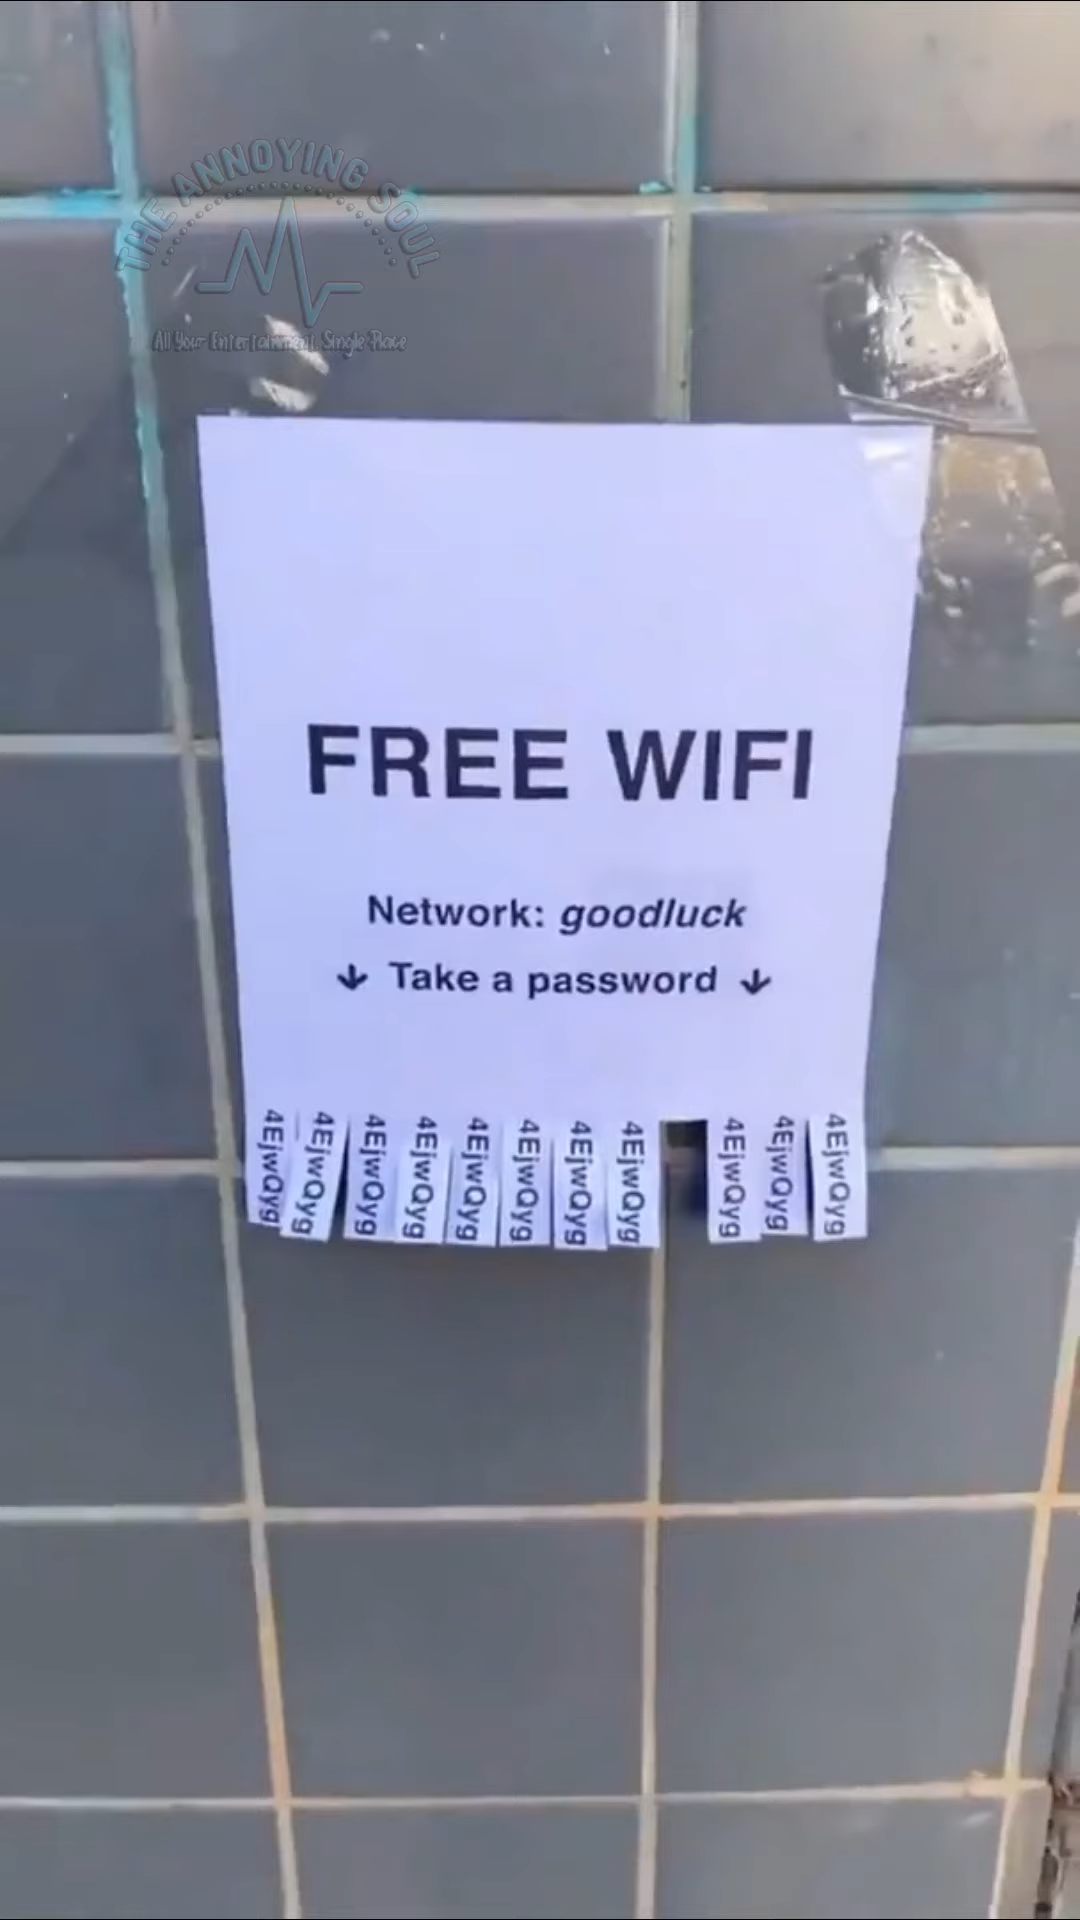 THE ANNOYING SOUL
All Your Entertainment, Single Place
FREE WIFI
Network: goodluck
↓ Take a password ↓
4EjwQyg
4EjwQyg
4EjwQyg
4EjwQyg
4EjwQyg
4EjwQyg
4EjwQyg
4EjwQyg
4EjwQyg
4EjwQyg
4EjwQyg